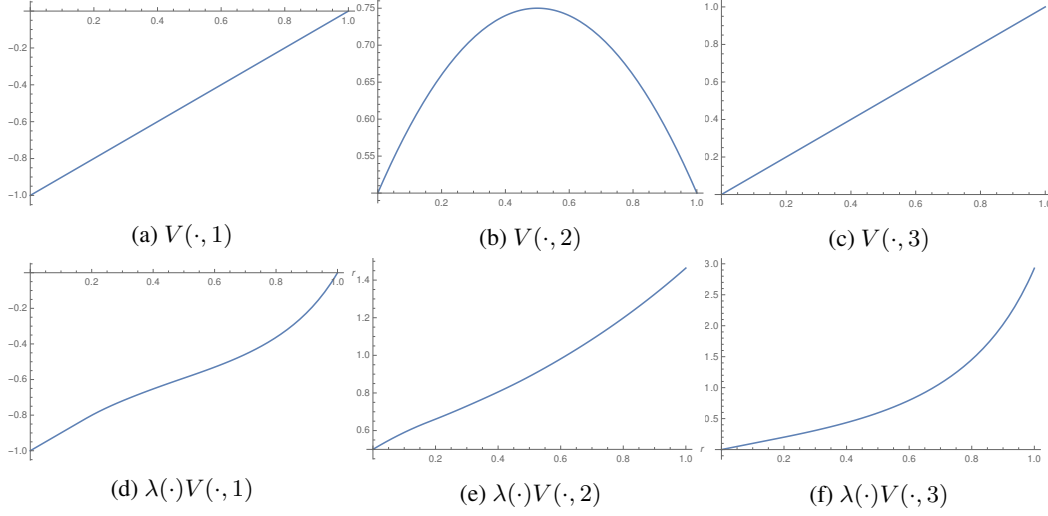 0.2 0.4 0.6 0.8 1.0
−0.2
−0.4
−0.6
−0.8
−1.0
(a) V(·, 1)
0.75
0.70
0.65
0.60
0.55
0.2 0.4 0.6 0.8 1.0
(b) V(·, 2)
1.0
0.8
0.6
0.4
0.2
0.2 0.4 0.6 0.8 1.0
(c) V(·, 3)
0.2 0.4 0.6 0.8 1.0 r
−0.2
−0.4
−0.6
−0.8
−1.0
(d) λ(·)V(·, 1)
1.4
1.2
1.0
0.8
0.6
0.2 0.4 0.6 0.8 1.0 r
(e) λ(·)V(·, 2)
3.0
2.5
2.0
1.5
1.0
0.5
0.2 0.4 0.6 0.8 1.0
(f) λ(·)V(·, 3)